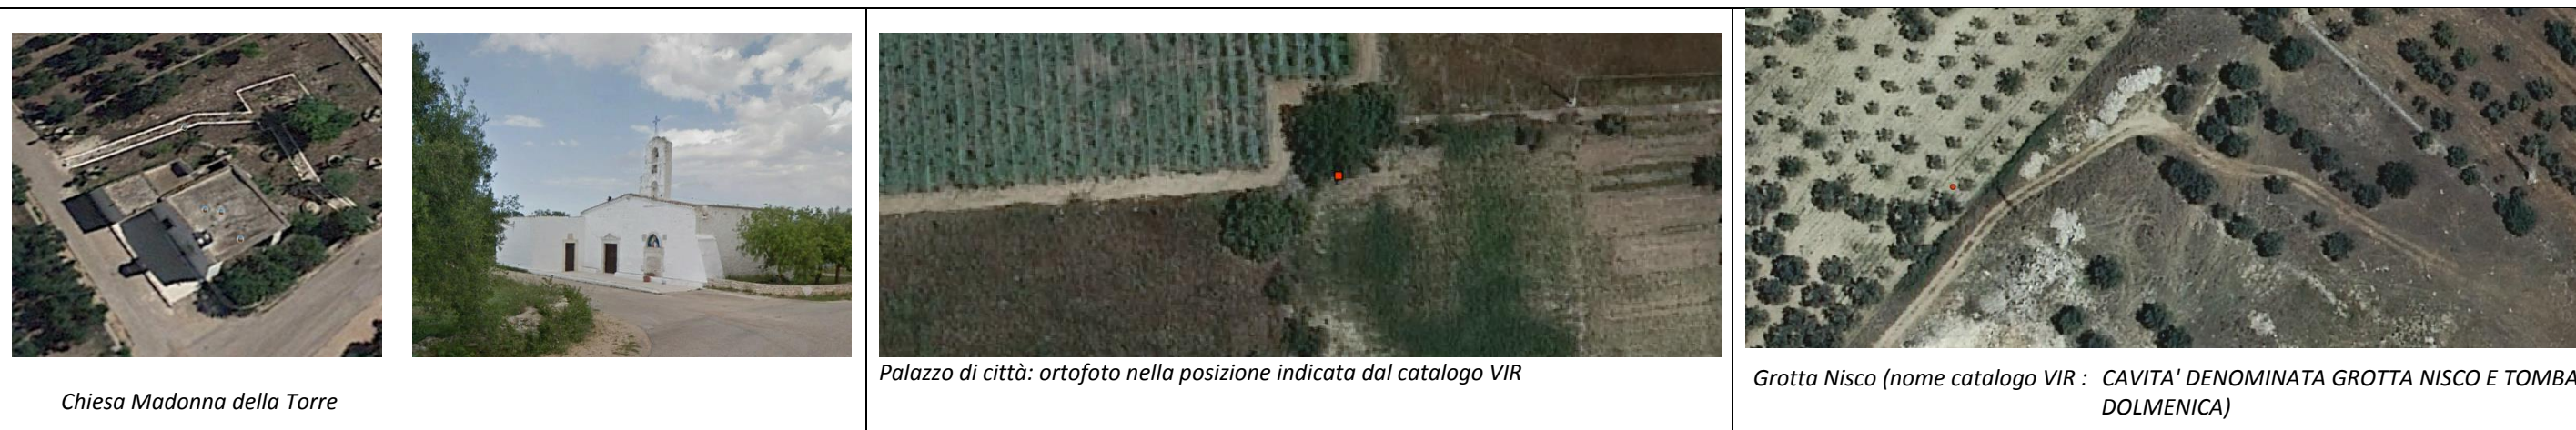 Chiesa Madonna della Torre
Palazzo di città: ortofoto nella posizione indicata dal catalogo VIR
Grotta Nisco (nome catalogo VIR : CAVITA' DENOMINATA GROTTA NISCO E TOMBA
DOLMENICA)